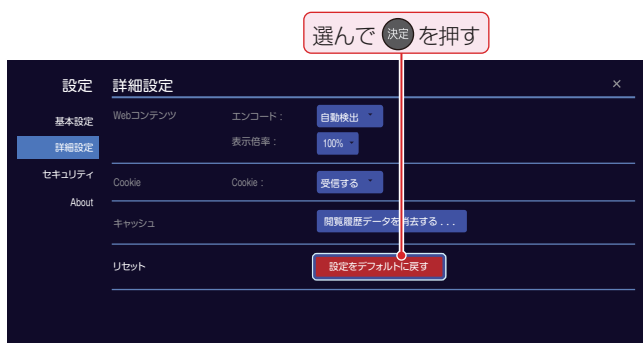 選んで 決定 を押す
設定
詳細設定
×
基本設定
詳細設定
セキュリティ
About
Webコンテンツ
エンコード :
自動検出
表示倍率 :
100%
Cookie
Cookie :
受信する
キャッシュ
閲覧履歴データを消去する...
リセット
設定をデフォルトに戻す